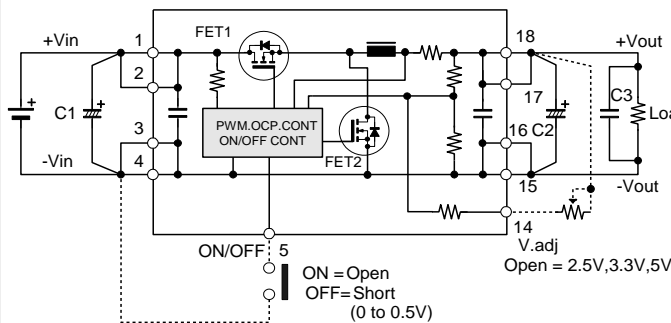 FET1
+Vin
1
18
+Vout
2
17
C1
C3
PWM.OCP.CONT
ON/OFF CONT
3
16
C2
FET2
-Vin
4
15
-Vout
14
V.adj
ON/OFF
5
Open = 2.5V,3.3V,5V
ON = Open
OFF= Short
(0 to 0.5V)